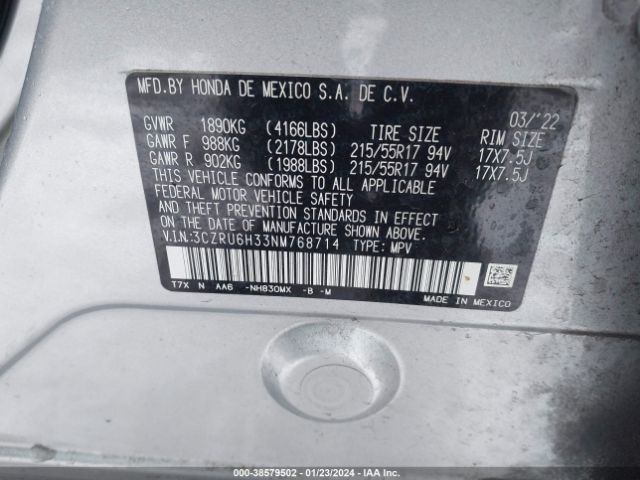 MFD.BY HONDA DE MEXICO S.A. DE C.V.
03/'22
GVWR 1890KG (4166LBS) TIRE SIZE RIM SIZE
GAWR F 988KG (2178LBS) 215/55R17 94V 17X7.5J
GAWR R 902KG (1988LBS) 215/55R17 94V 17X7.5J
THIS VEHICLE CONFORMS TO ALL APPLICABLE
FEDERAL MOTOR VEHICLE SAFETY
AND THEFT PREVENTION STANDARDS IN EFFECT
ON THE DATE OF MANUFACTURE SHOWN ABOVE.
V.I.N:3CZRU6H33NM768714 TYPE: MPV
T7X N AA6 -NH830MX -B -M
MADE IN MEXICO
000-38579502 - 01/23/2024 - IAA Inc.